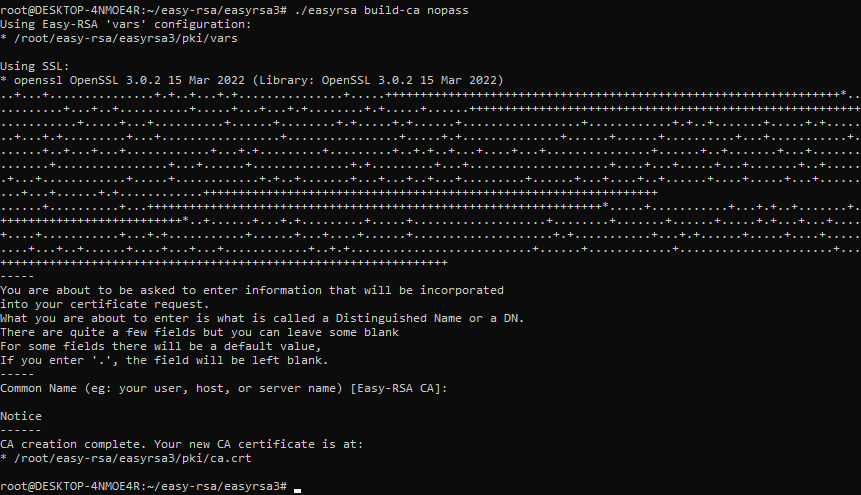 root@DESKTOP-4NMOE4R:~/easy-rsa/easyrsa3# ./easyrsa build-ca nopass
Using Easy-RSA 'vars' configuration:
* /root/easy-rsa/easyrsa3/pki/vars
Using SSL:
* openssl OpenSSL 3.0.2 15 Mar 2022 (Library: OpenSSL 3.0.2 15 Mar 2022)
-----
You are about to be asked to enter information that will be incorporated
into your certificate request.
What you are about to enter is what is called a Distinguished Name or a DN.
There are quite a few fields but you can leave some blank
For some fields there will be a default value,
If you enter '.', the field will be left blank.
-----
Common Name (eg: your user, host, or server name) [Easy-RSA CA]:
Notice
------
CA creation complete. Your new CA certificate is at:
* /root/easy-rsa/easyrsa3/pki/ca.crt
root@DESKTOP-4NMOE4R:~/easy-rsa/easyrsa3#